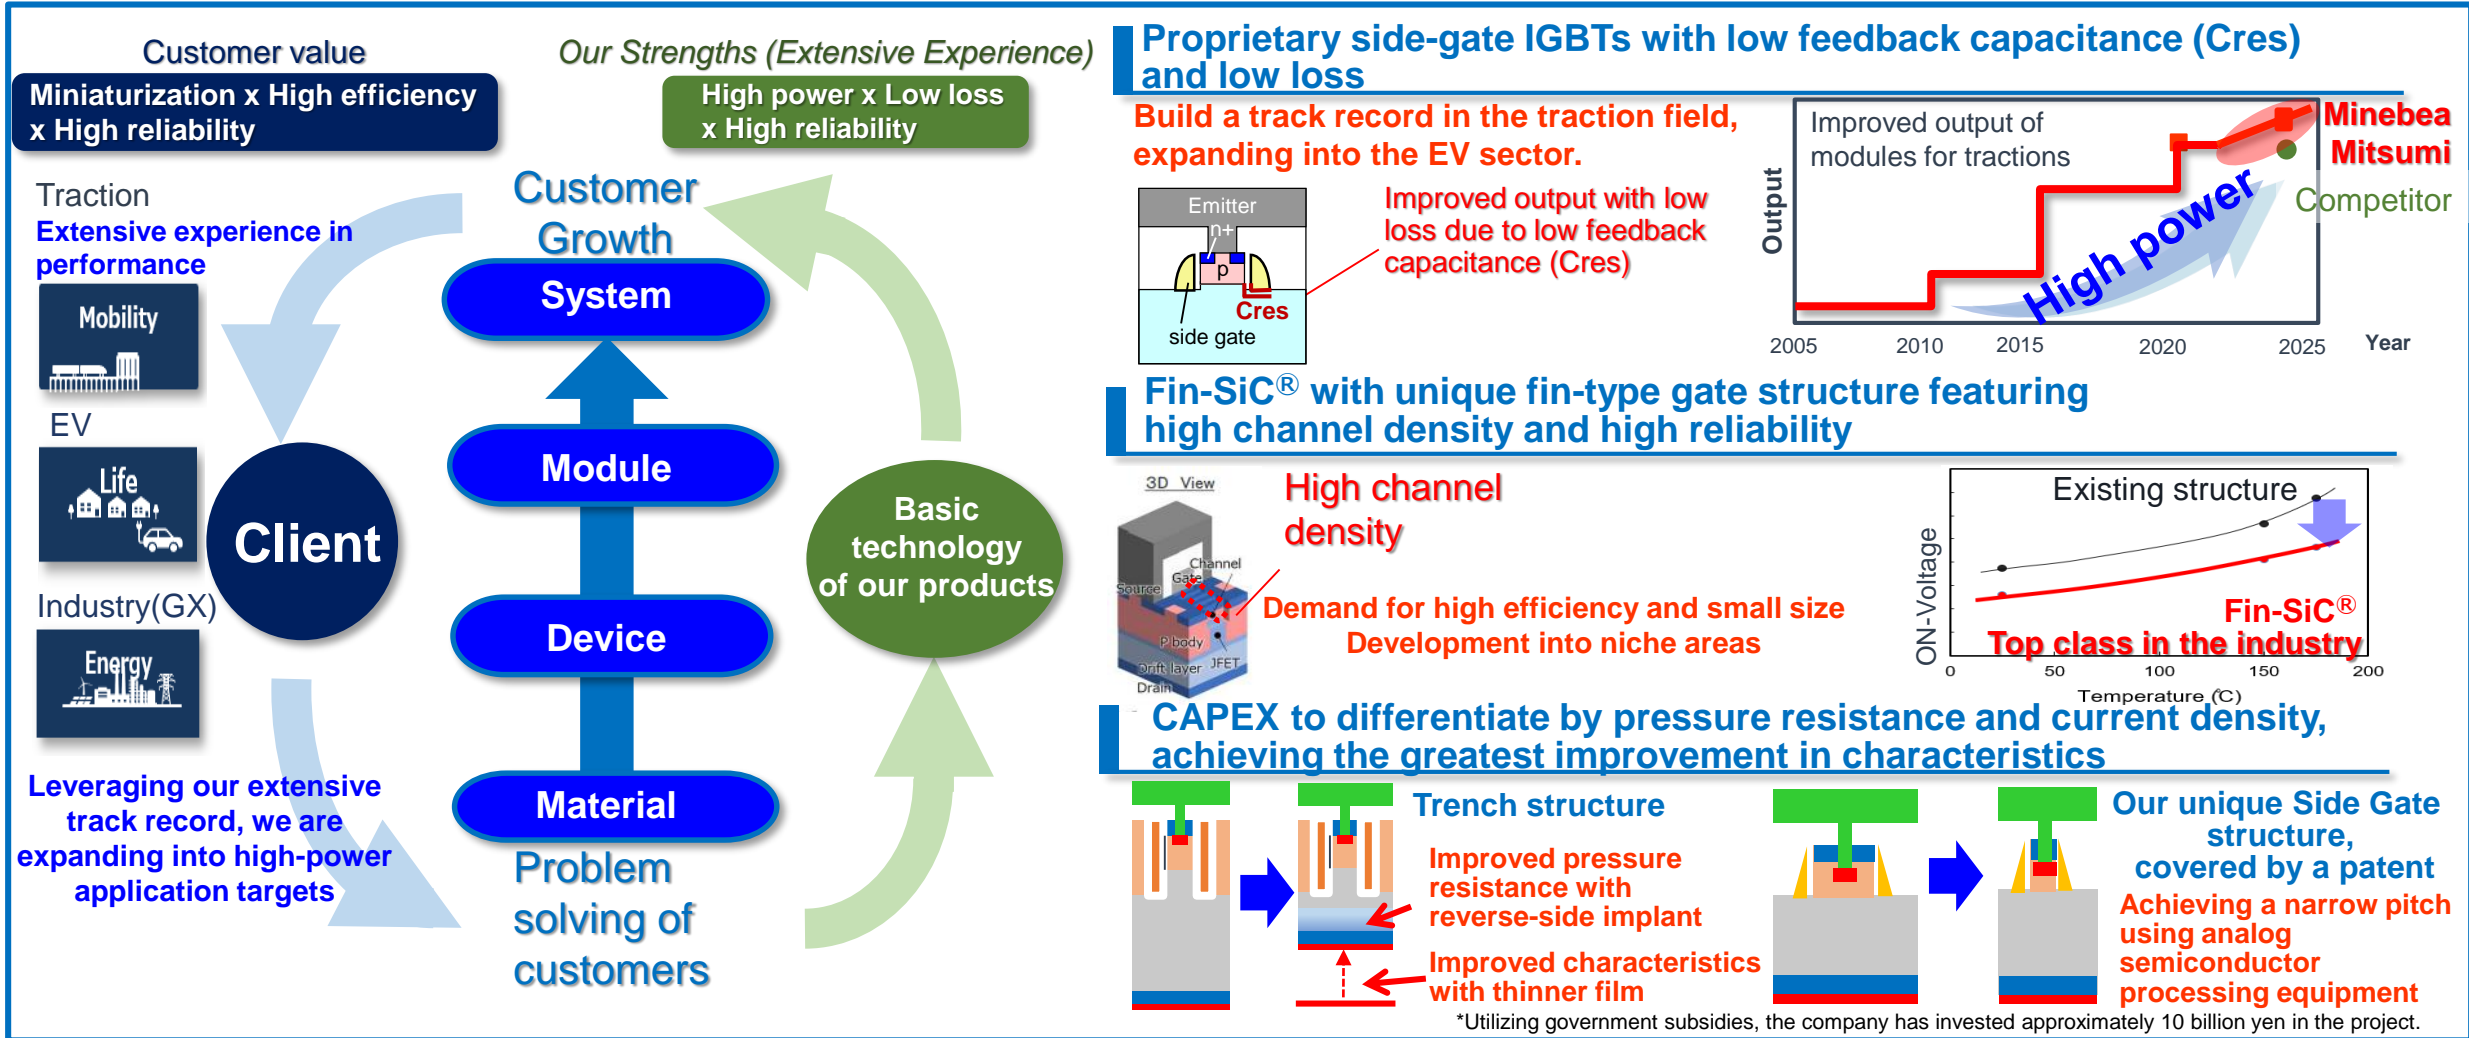 Customer value
Miniaturization x High efficiency
x High reliability
Our Strengths (Extensive Experience)
High power x Low loss
x High reliability
Traction
Extensive experience in
performance
Mobility
EV
Life
Industry(GX)
Energy
Client
Leveraging our extensive
track record, we are
expanding into high-power
application targets
Customer
Growth
System
Module
Device
Material
Problem
solving of
customers
Basic
technology
of our products
Proprietary side-gate IGBTs with low feedback capacitance (Cres)
and low loss
Build a track record in the traction field,
expanding into the EV sector.
Emitter
n+
p
Cres
side gate
Improved output with low
loss due to low feedback
capacitance (Cres)
Improved output of
modules for tractions
Output
High power
Minebea
Mitsumi
Competitor
2005
2010
2015
2020
2025
Year
Fin-SiC® with unique fin-type gate structure featuring
high channel density and high reliability
3D View
High channel
density
Channel
Gate
Source
P body
Drift layer
JFET
Drain
Demand for high efficiency and small size
Development into niche areas
Existing structure
ON-Voltage
Fin-SiC®
Top class in the industry
0
50
100
150
200
Temperature (℃)
CAPEX to differentiate by pressure resistance and current density,
achieving the greatest improvement in characteristics
Trench structure
Improved pressure
resistance with
reverse-side implant
Improved characteristics
with thinner film
Our unique Side Gate
structure,
covered by a patent
Achieving a narrow pitch
using analog
semiconductor
processing equipment
*Utilizing government subsidies, the company has invested approximately 10 billion yen in the project.